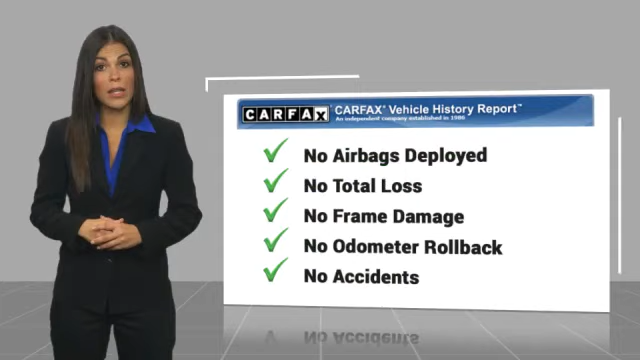 CARFAX CARFAX® Vehicle History Report™
An independent company established in 1986
No Airbags Deployed
No Total Loss
No Frame Damage
No Odometer Rollback
No Accidents